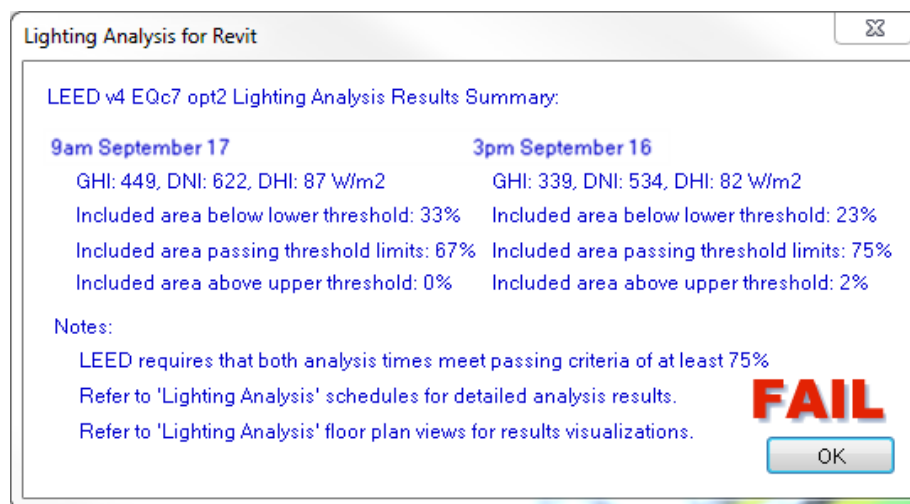 Lighting Analysis for Revit
LEED v4 EQc7 opt2 Lighting Analysis Results Summary:
9am September 17
GHI: 449, DNI: 622, DHI: 87 W/m2
Included area below lower threshold: 33%
Included area passing threshold limits: 67%
Included area above upper threshold: 0%
3pm September 16
GHI: 339, DNI: 534, DHI: 82 W/m2
Included area below lower threshold: 23%
Included area passing threshold limits: 75%
Included area above upper threshold: 2%
Notes:
LEED requires that both analysis times meet passing criteria of at least 75%
Refer to 'Lighting Analysis' schedules for detailed analysis results.
Refer to 'Lighting Analysis' floor plan views for results visualizations.
FAIL
OK